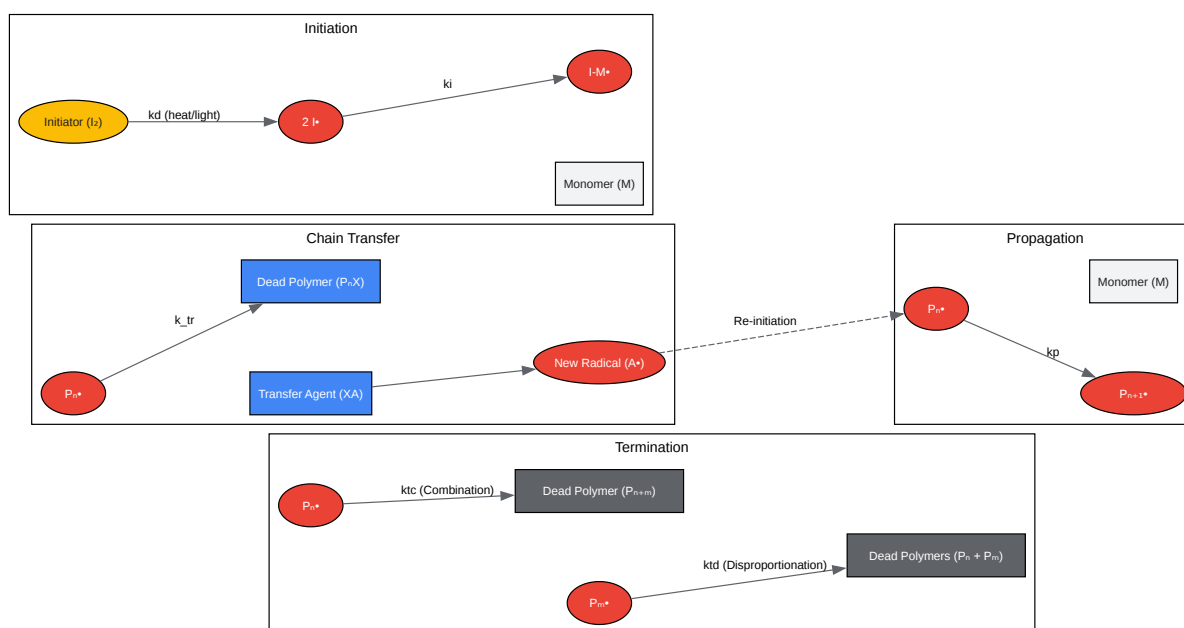 Initiation
I-M•
ki
Initiator (I₂)
kd (heat/light)
2 I•
Monomer (M)
Chain Transfer
Dead Polymer (PₙX)
k_tr
New Radical (A•)
Pₙ•
Transfer Agent (XA)
Re-initiation
Propagation
Monomer (M)
Pₙ•
kp
Pₙ₊₁•
Termination
Pₙ•
ktc (Combination)
Dead Polymer (Pₙ₊ₘ)
Pₘ•
ktd (Disproportionation)
Dead Polymers (Pₙ + Pₘ)